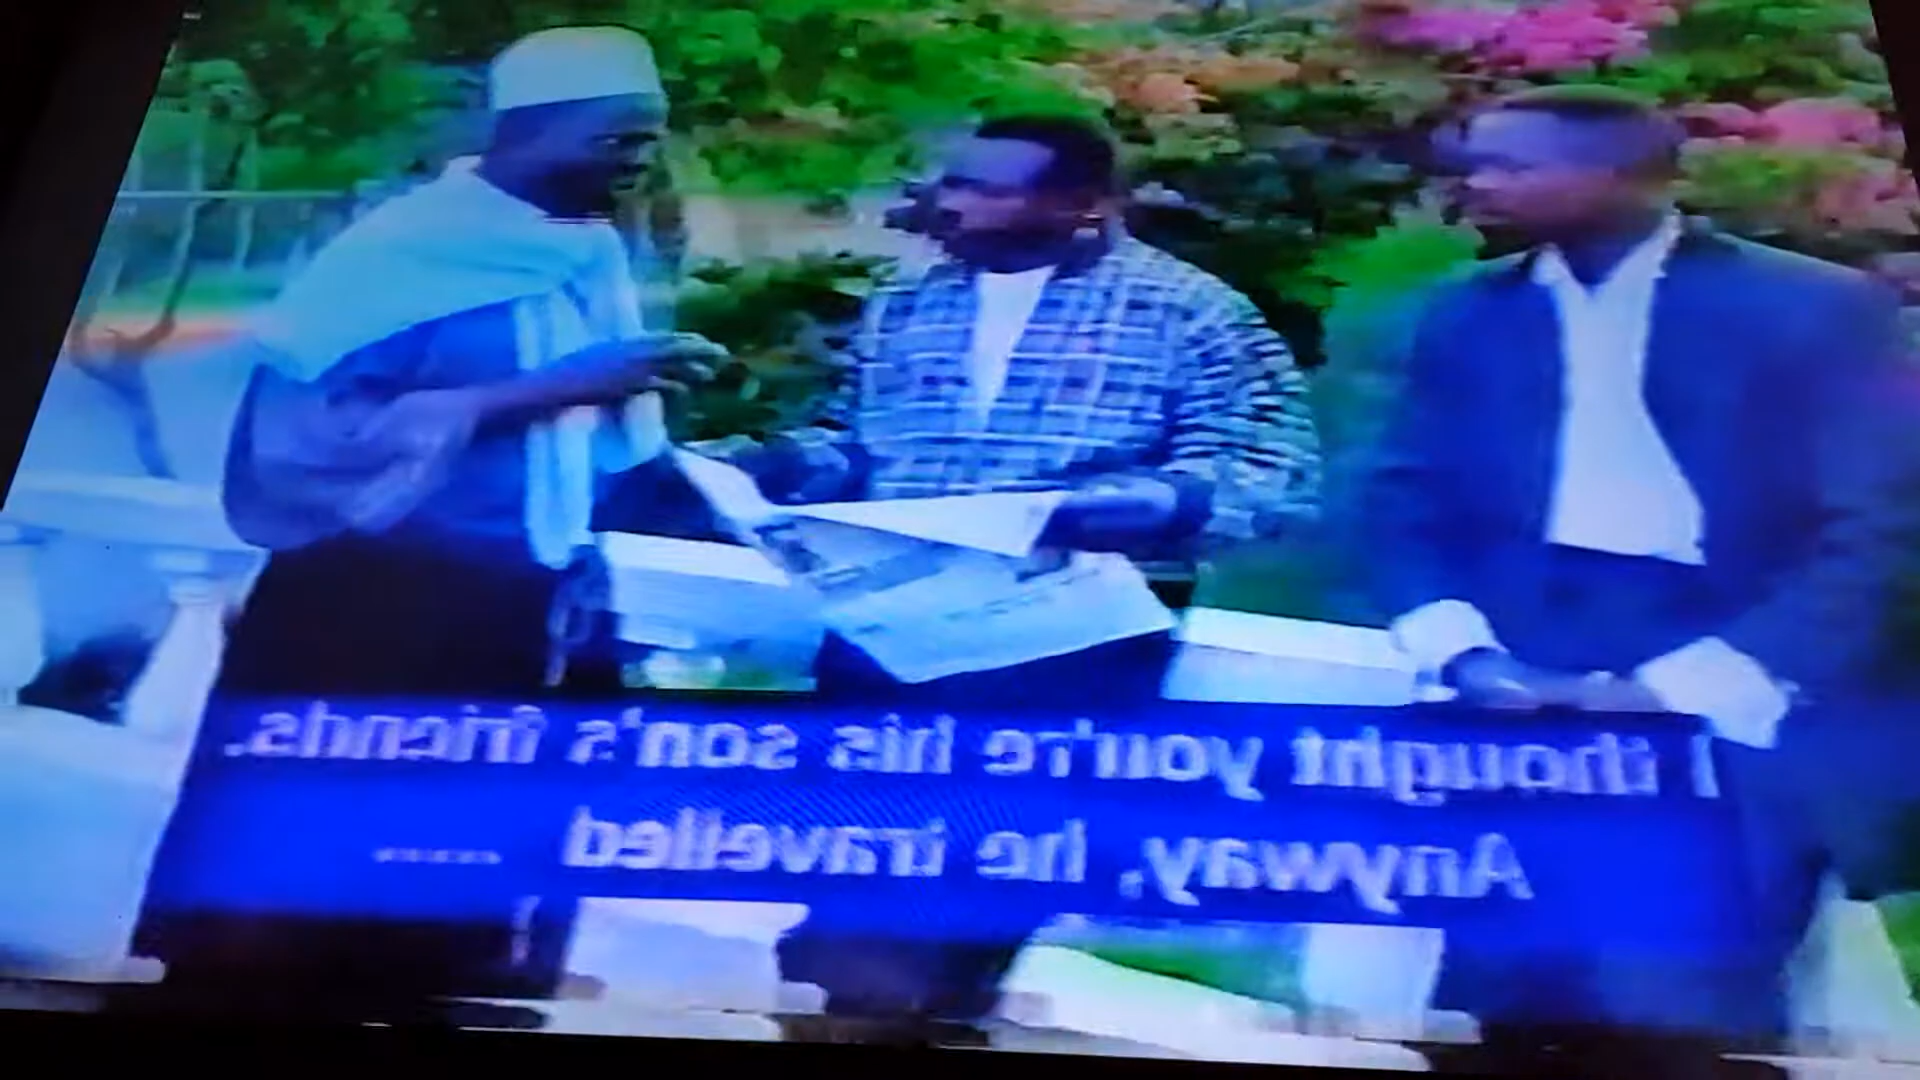 I thought you're his son's friends.
Anyway, he travelled .....